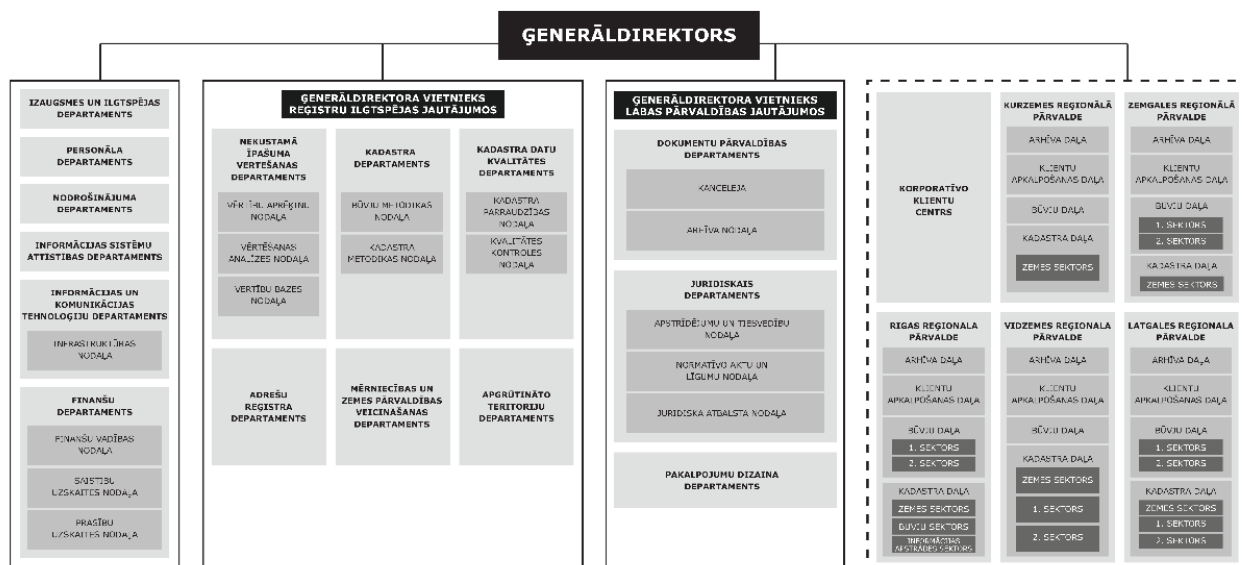 ĢENERĀLDIREKTORS
IZAUGSMES UN ILGTSPĒJAS
DEPARTAMENTS
PERSONĀLA
DEPARTAMENTS
NODROŠINĀJUMA
DEPARTAMENTS
INFORMĀCIJAS SISTĒMU
ATTĪSTĪBAS DEPARTAMENTS
INFORMĀCIJAS UN
KOMUNIKĀCIJAS
TEHNOLOĢIJU DEPARTAMENTS
INFRASTRUKTŪRAS
NODAĻA
FINANŠU
DEPARTAMENTS
FINANŠU VADĪBAS
NODAĻA
SAISTĪBU
UZSKAITES NODAĻA
PRASĪBU
UZSKAITES NODAĻA
ĢENERĀLDIREKTORA VIETNIEKS
REĢISTRU ILGTSPĒJAS JAUTĀJUMOS
NEKUSTAMĀ
ĪPAŠUMA
VĒRTĒŠANAS
DEPARTAMENTS
VĒRTĪBU APRĒĶINU
NODAĻA
VĒRTĒŠANAS
ANALĪZES NODAĻA
VĒRTĪBU BĀZES
NODAĻA
KADASTRA
DEPARTAMENTS
BŪVJU METODIKAS
NODAĻA
KADASTRA
METODIKAS NODAĻA
KADASTRA DATU
KVALITĀTES
DEPARTAMENTS
KADASTRA
PĀRRAUDZĪBAS
NODAĻA
KVALITĀTES
KONTROLES
NODAĻA
ADREŠU
REĢISTRA
DEPARTAMENTS
MĒRNIECĪBAS UN
ZEMES PĀRVALDĪBAS
VEICINĀŠANAS
DEPARTAMENTS
APGRŪTINĀTO
TERITORIJU
DEPARTAMENTS
ĢENERĀLDIREKTORA VIETNIEKS
LABAS PĀRVALDĪBAS JAUTĀJUMOS
DOKUMENTU PĀRVALDĪBAS
DEPARTAMENTS
KANCELEJA
ARHĪVA NODAĻA
JURIDISKAIS
DEPARTAMENTS
APSTRĪDĒJUMU UN TIESVEDĪBU
NODAĻA
NORMATĪVO AKTU UN
LĪGUMU NODAĻA
JURIDISKĀ ATBALSTA NODAĻA
PAKALPOJUMU DIZAINA
DEPARTAMENTS
KORPORATĪVO
KLIENTU
CENTRS
KURZEMES REĢIONĀLĀ
PĀRVALDE
ARHĪVA DAĻA
KLIENTU
APKALPOŠANAS DAĻA
BŪVJU DAĻA
KADASTRA DAĻA
ZEMES SEKTORS
ZEMGALES REĢIONĀLĀ
PĀRVALDE
ARHĪVA DAĻA
KLIENTU
APKALPOŠANAS DAĻA
BŪVJU DAĻA
1. SEKTORS
2. SEKTORS
KADASTRA DAĻA
ZEMES SEKTORS
RĪGAS REĢIONĀLĀ
PĀRVALDE
ARHĪVA DAĻA
KLIENTU
APKALPOŠANAS DAĻA
BŪVJU DAĻA
1. SEKTORS
2. SEKTORS
KADASTRA DAĻA
ZEMES SEKTORS
BŪVJU SEKTORS
INFORMĀCIJAS
APSTRĀDES SEKTORS
VIDZEMES REĢIONĀLĀ
PĀRVALDE
ARHĪVA DAĻA
KLIENTU
APKALPOŠANAS DAĻA
BŪVJU DAĻA
KADASTRA DAĻA
ZEMES SEKTORS
1. SEKTORS
2. SEKTORS
LATGALES REĢIONĀLĀ
PĀRVALDE
ARHĪVA DAĻA
KLIENTU
APKALPOŠANAS DAĻA
BŪVJU DAĻA
1. SEKTORS
2. SEKTORS
KADASTRA DAĻA
ZEMES SEKTORS
1. SEKTORS
2. SEKTORS